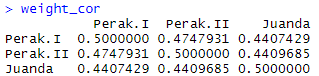 > weight_cor
Perak.I Perak.II Juanda
Perak.I 0.5000000 0.4747931 0.4407429
Perak.II 0.4747931 0.5000000 0.4409685
Juanda 0.4407429 0.4409685 0.5000000